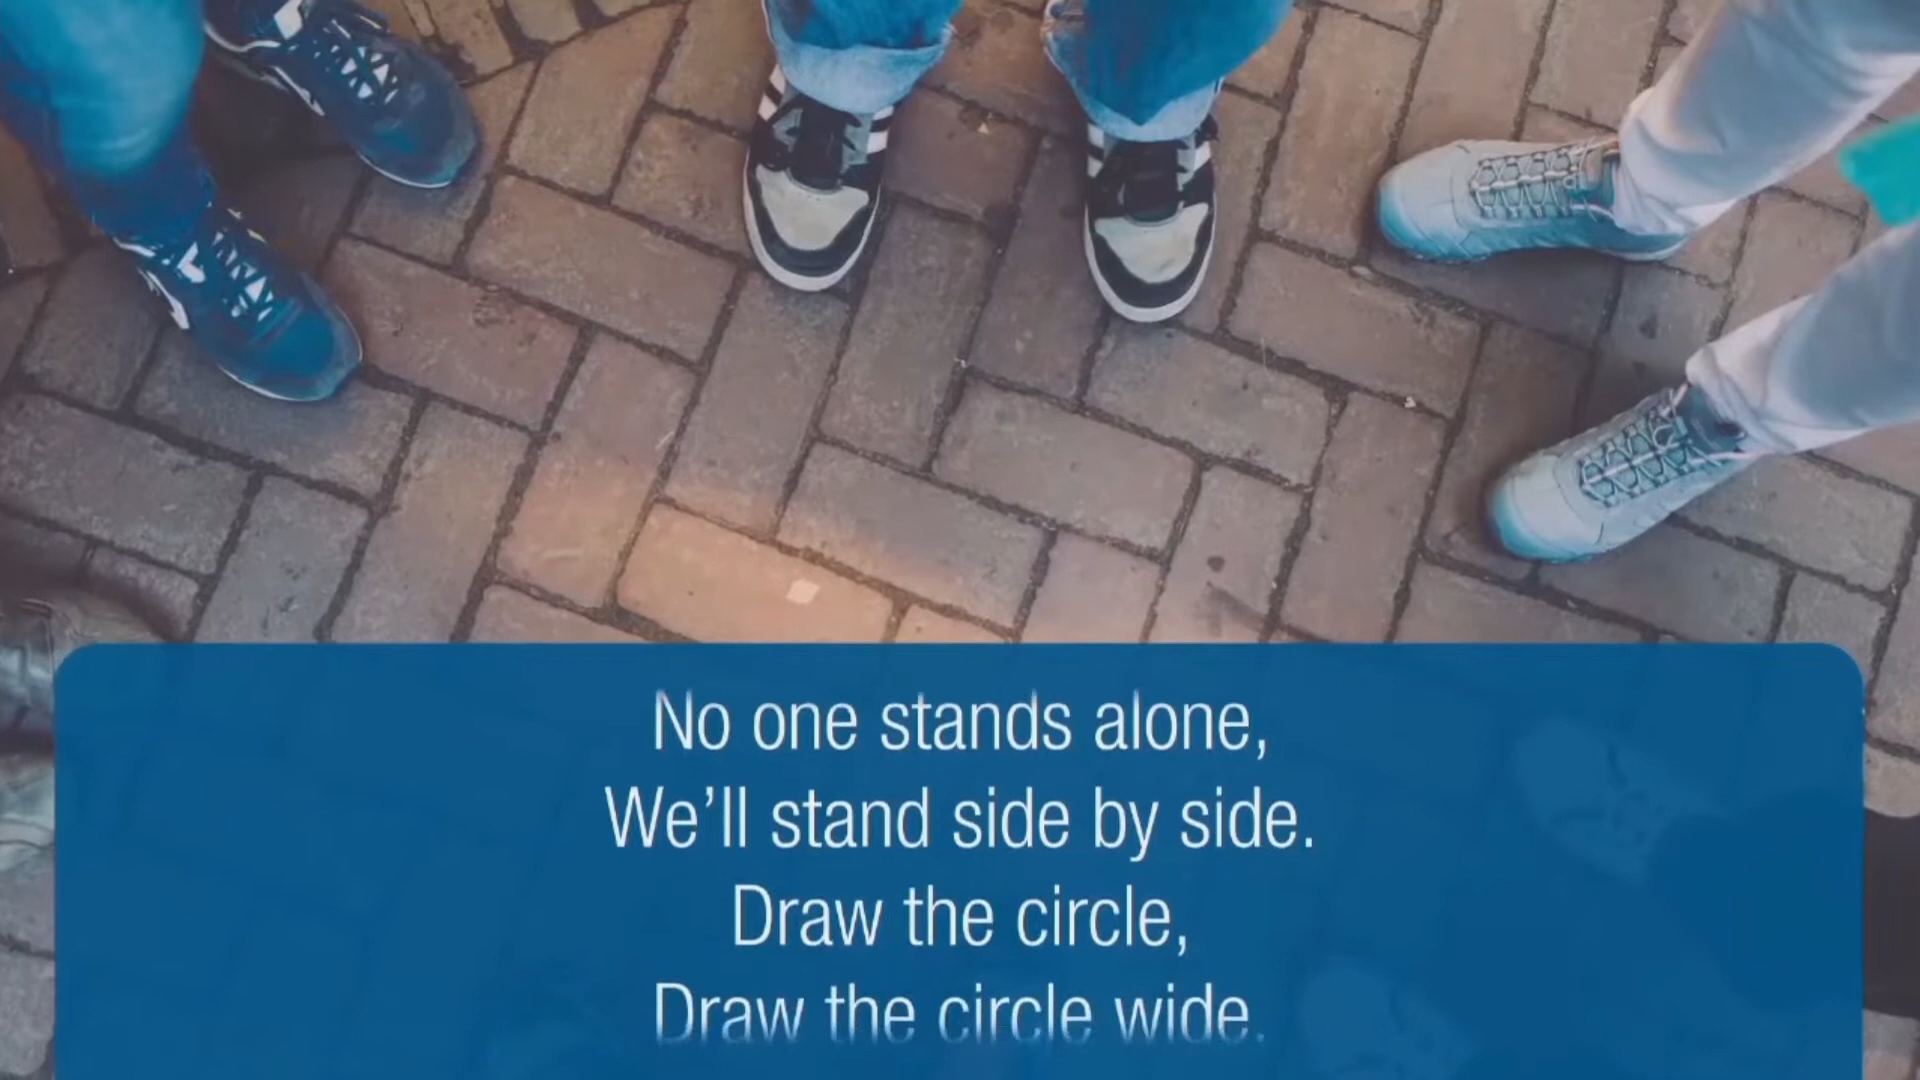 No one stands alone,
We’ll stand side by side.
Draw the circle,
Draw the circle wide.